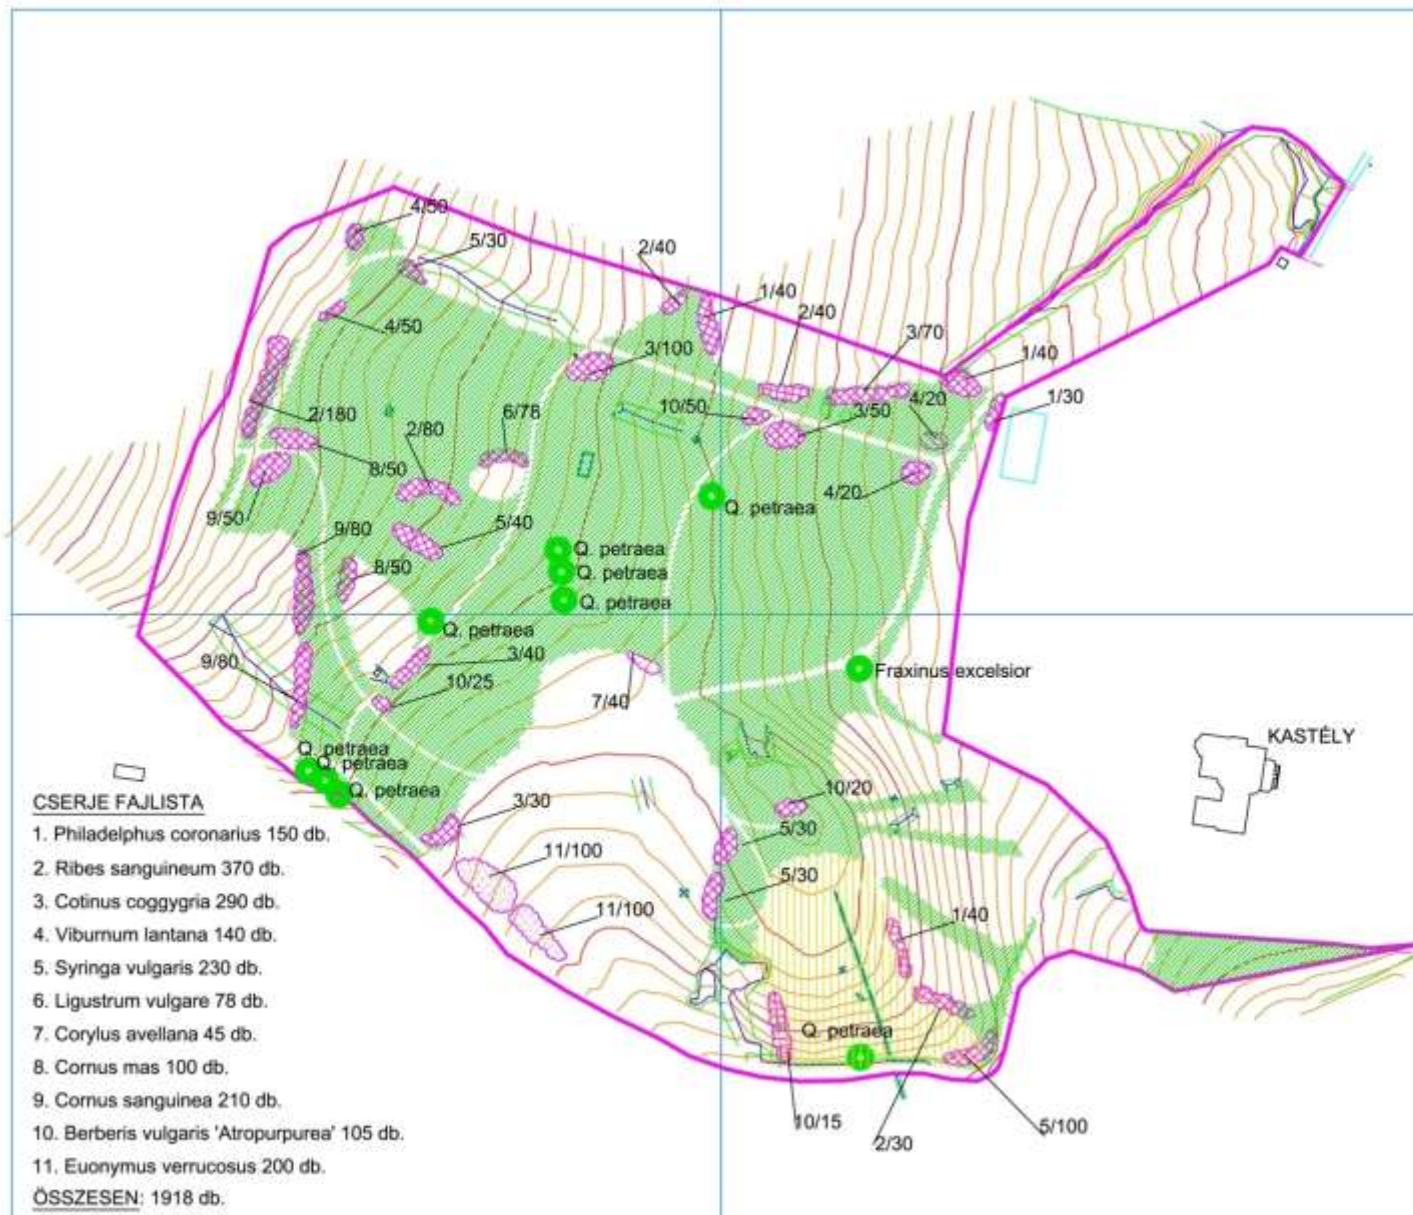 4/50
5/30
2/40
1/40
2/40
4/50
3/100
3/70
1/40
1/30
10/50
3/50
4/20
2/180
2/80
6/78
8/50
4/20
9/50
Q. petraea
9/80
5/40
Q. petraea
8/50
Q. petraea
Q. petraea
Q. petraea
9/80
3/40
10/25
7/40
Fraxinus excelsior
KASTÉLY
Q. petraea
Q. petraea
Q. petraea
3/30
10/20
5/30
11/100
5/30
11/100
1/40
Q. petraea
10/15
2/30
5/100
CSERJE FAJLISTA
1. Philadelphus coronarius 150 db.
2. Ribes sanguineum 370 db.
3. Cotinus coggygria 290 db.
4. Viburnum lantana 140 db.
5. Syringa vulgaris 230 db.
6. Ligustrum vulgare 78 db.
7. Corylus avellana 45 db.
8. Cornus mas 100 db.
9. Cornus sanguinea 210 db.
10. Berberis vulgaris 'Atropurpurea' 105 db.
11. Euonymus verrucosus 200 db.
ÖSSZESEN: 1918 db.